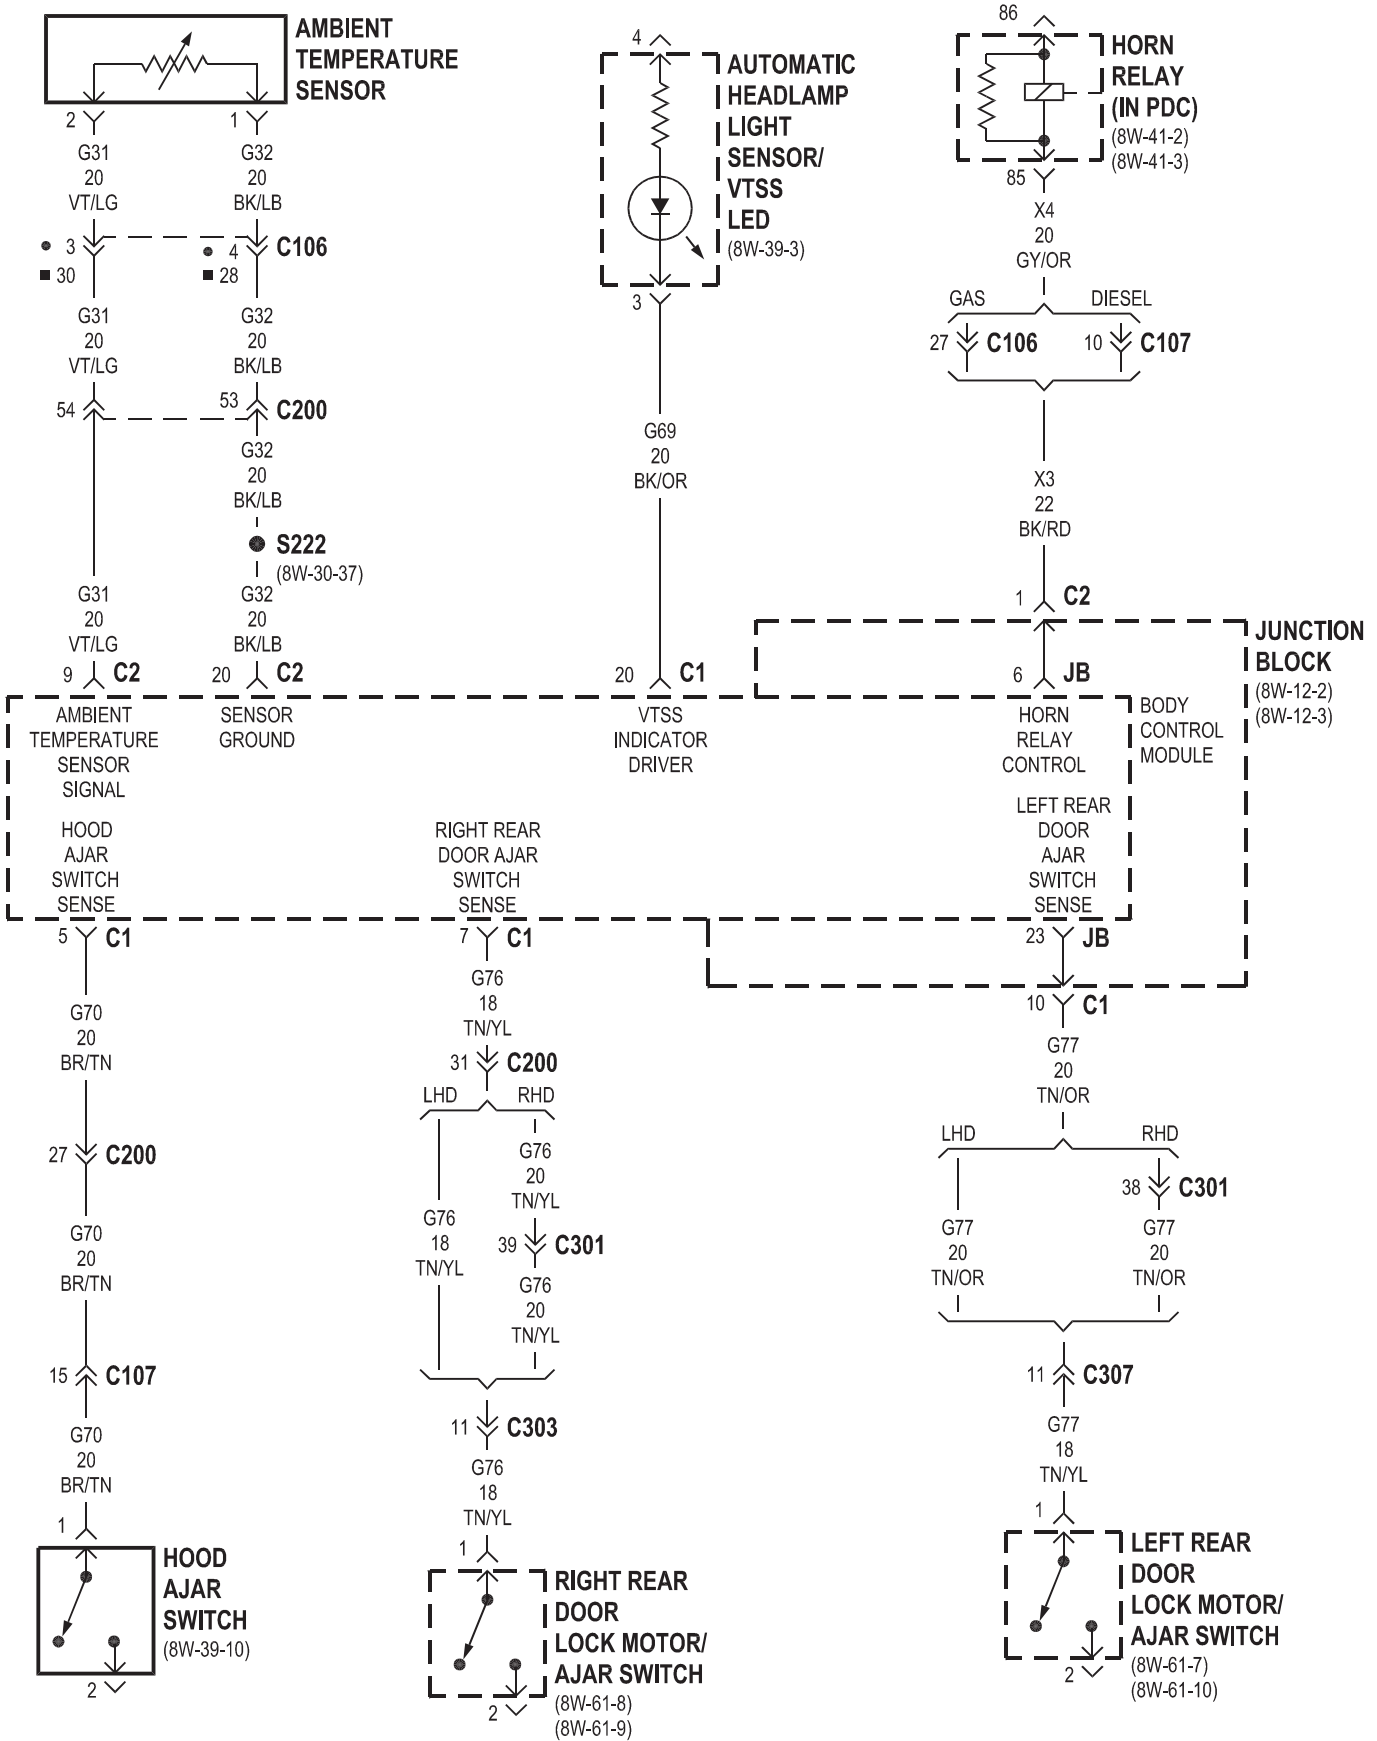 AMBIENT
TEMPERATURE
SENSOR
2
1
G31
20
VT/LG
G32
20
BK/LB
3
30
4
28
C106
G31
20
VT/LG
G32
20
BK/LB
54
53
C200
G32
20
BK/LB
S222
(8W-30-37)
G31
20
VT/LG
G32
20
BK/LB
9
C2
20
C2
4
AUTOMATIC
HEADLAMP
LIGHT
SENSOR/
VTSS
LED
(8W-39-3)
3
G69
20
BK/OR
20
C1
86
HORN
RELAY
(IN PDC)
(8W-41-2)
(8W-41-3)
85
X4
20
GY/OR
GAS
DIESEL
27
C106
10
C107
X3
22
BK/RD
1
C2
6
JB
JUNCTION
BLOCK
(8W-12-2)
(8W-12-3)
BODY
CONTROL
MODULE
AMBIENT
TEMPERATURE
SENSOR
SIGNAL
SENSOR
GROUND
VTSS
INDICATOR
DRIVER
HORN
RELAY
CONTROL
HOOD
AJAR
SWITCH
SENSE
RIGHT REAR
DOOR AJAR
SWITCH
SENSE
LEFT REAR
DOOR
AJAR
SWITCH
SENSE
5
C1
G70
20
BR/TN
27
C200
G70
20
BR/TN
15
C107
G70
20
BR/TN
1
HOOD
AJAR
SWITCH
(8W-39-10)
2
7
C1
G76
18
TN/YL
31
C200
LHD
RHD
G76
18
TN/YL
G76
20
TN/YL
39
C301
G76
20
TN/YL
11
C303
G76
18
TN/YL
1
RIGHT REAR
DOOR
LOCK MOTOR/
AJAR SWITCH
(8W-61-8)
(8W-61-9)
2
23
JB
10
C1
G77
20
TN/OR
LHD
RHD
38
C301
G77
20
TN/OR
G77
20
TN/OR
11
C307
G77
18
TN/YL
1
LEFT REAR
DOOR
LOCK MOTOR/
AJAR SWITCH
(8W-61-7)
(8W-61-10)
2